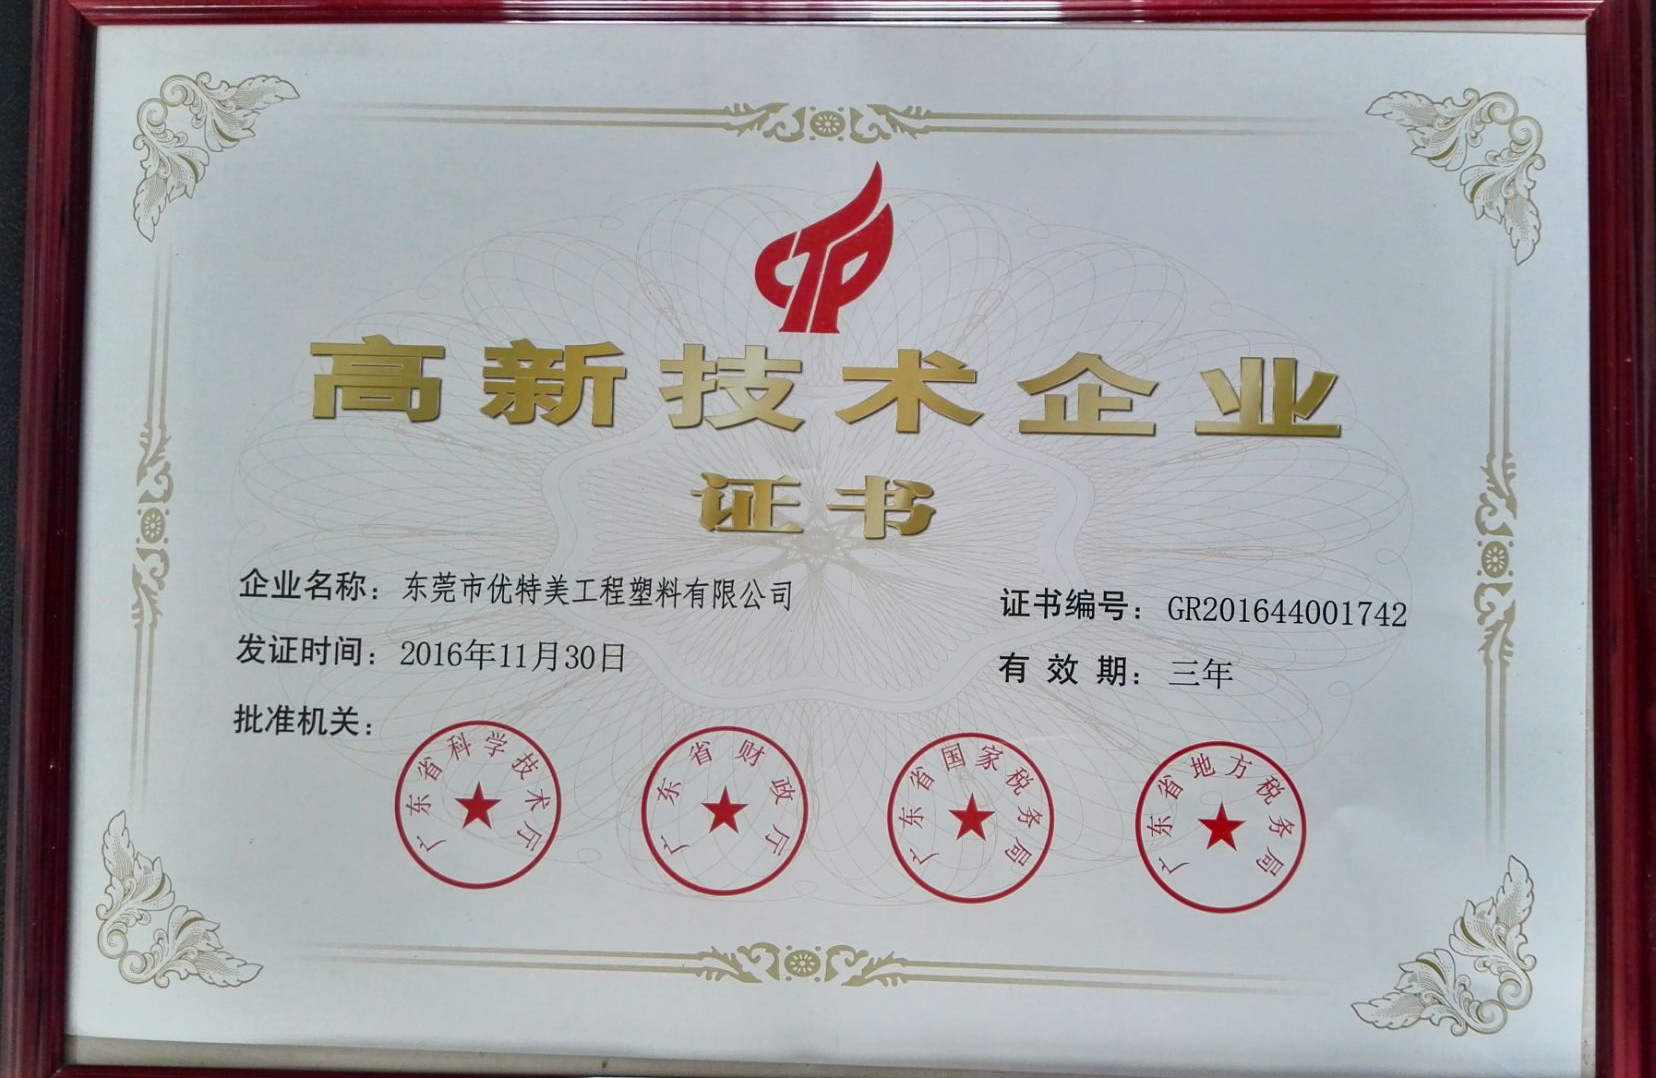 高新技术企业
证书
企业名称：东莞市优特美工程塑料有限公司
证书编号：GR201644001742
发证时间：2016年11月30日
有效期：三年
批准机关：
广东省科学技术厅
广东省财政厅
广东省国家税务局
广东省地方税务局